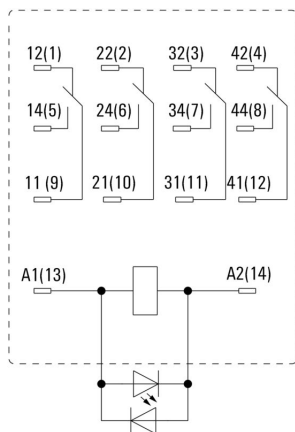 12(1) 22(2) 32(3) 42(4)
14(5) 24(6) 34(7) 44(8)
11 (9) 21(10) 31(11) 41(12)
A1(13) A2(14)